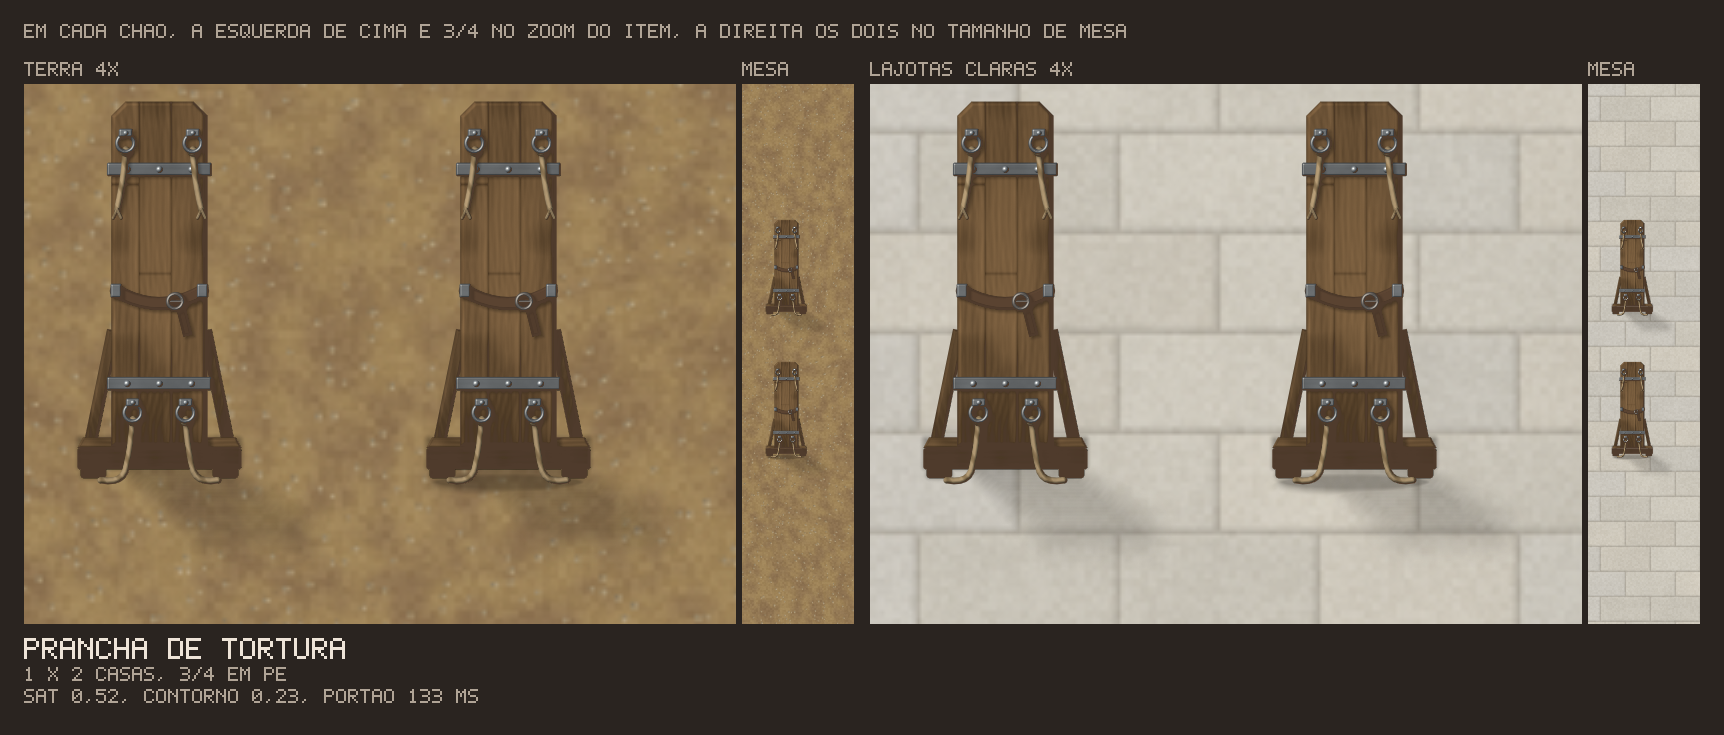 EM CADA CHAO, A ESQUERDA DE CIMA E 3/4 NO ZOOM DO ITEM, A DIREITA OS DOIS NO TAMANHO DE MESA
TERRA 4X
MESA
LAJOTAS CLARAS 4X
MESA
PRANCHA DE TORTURA
1 X 2 CASAS, 3/4 EM PE
SAT 0,52, CONTORNO 0,23, PORTAO 133 MS